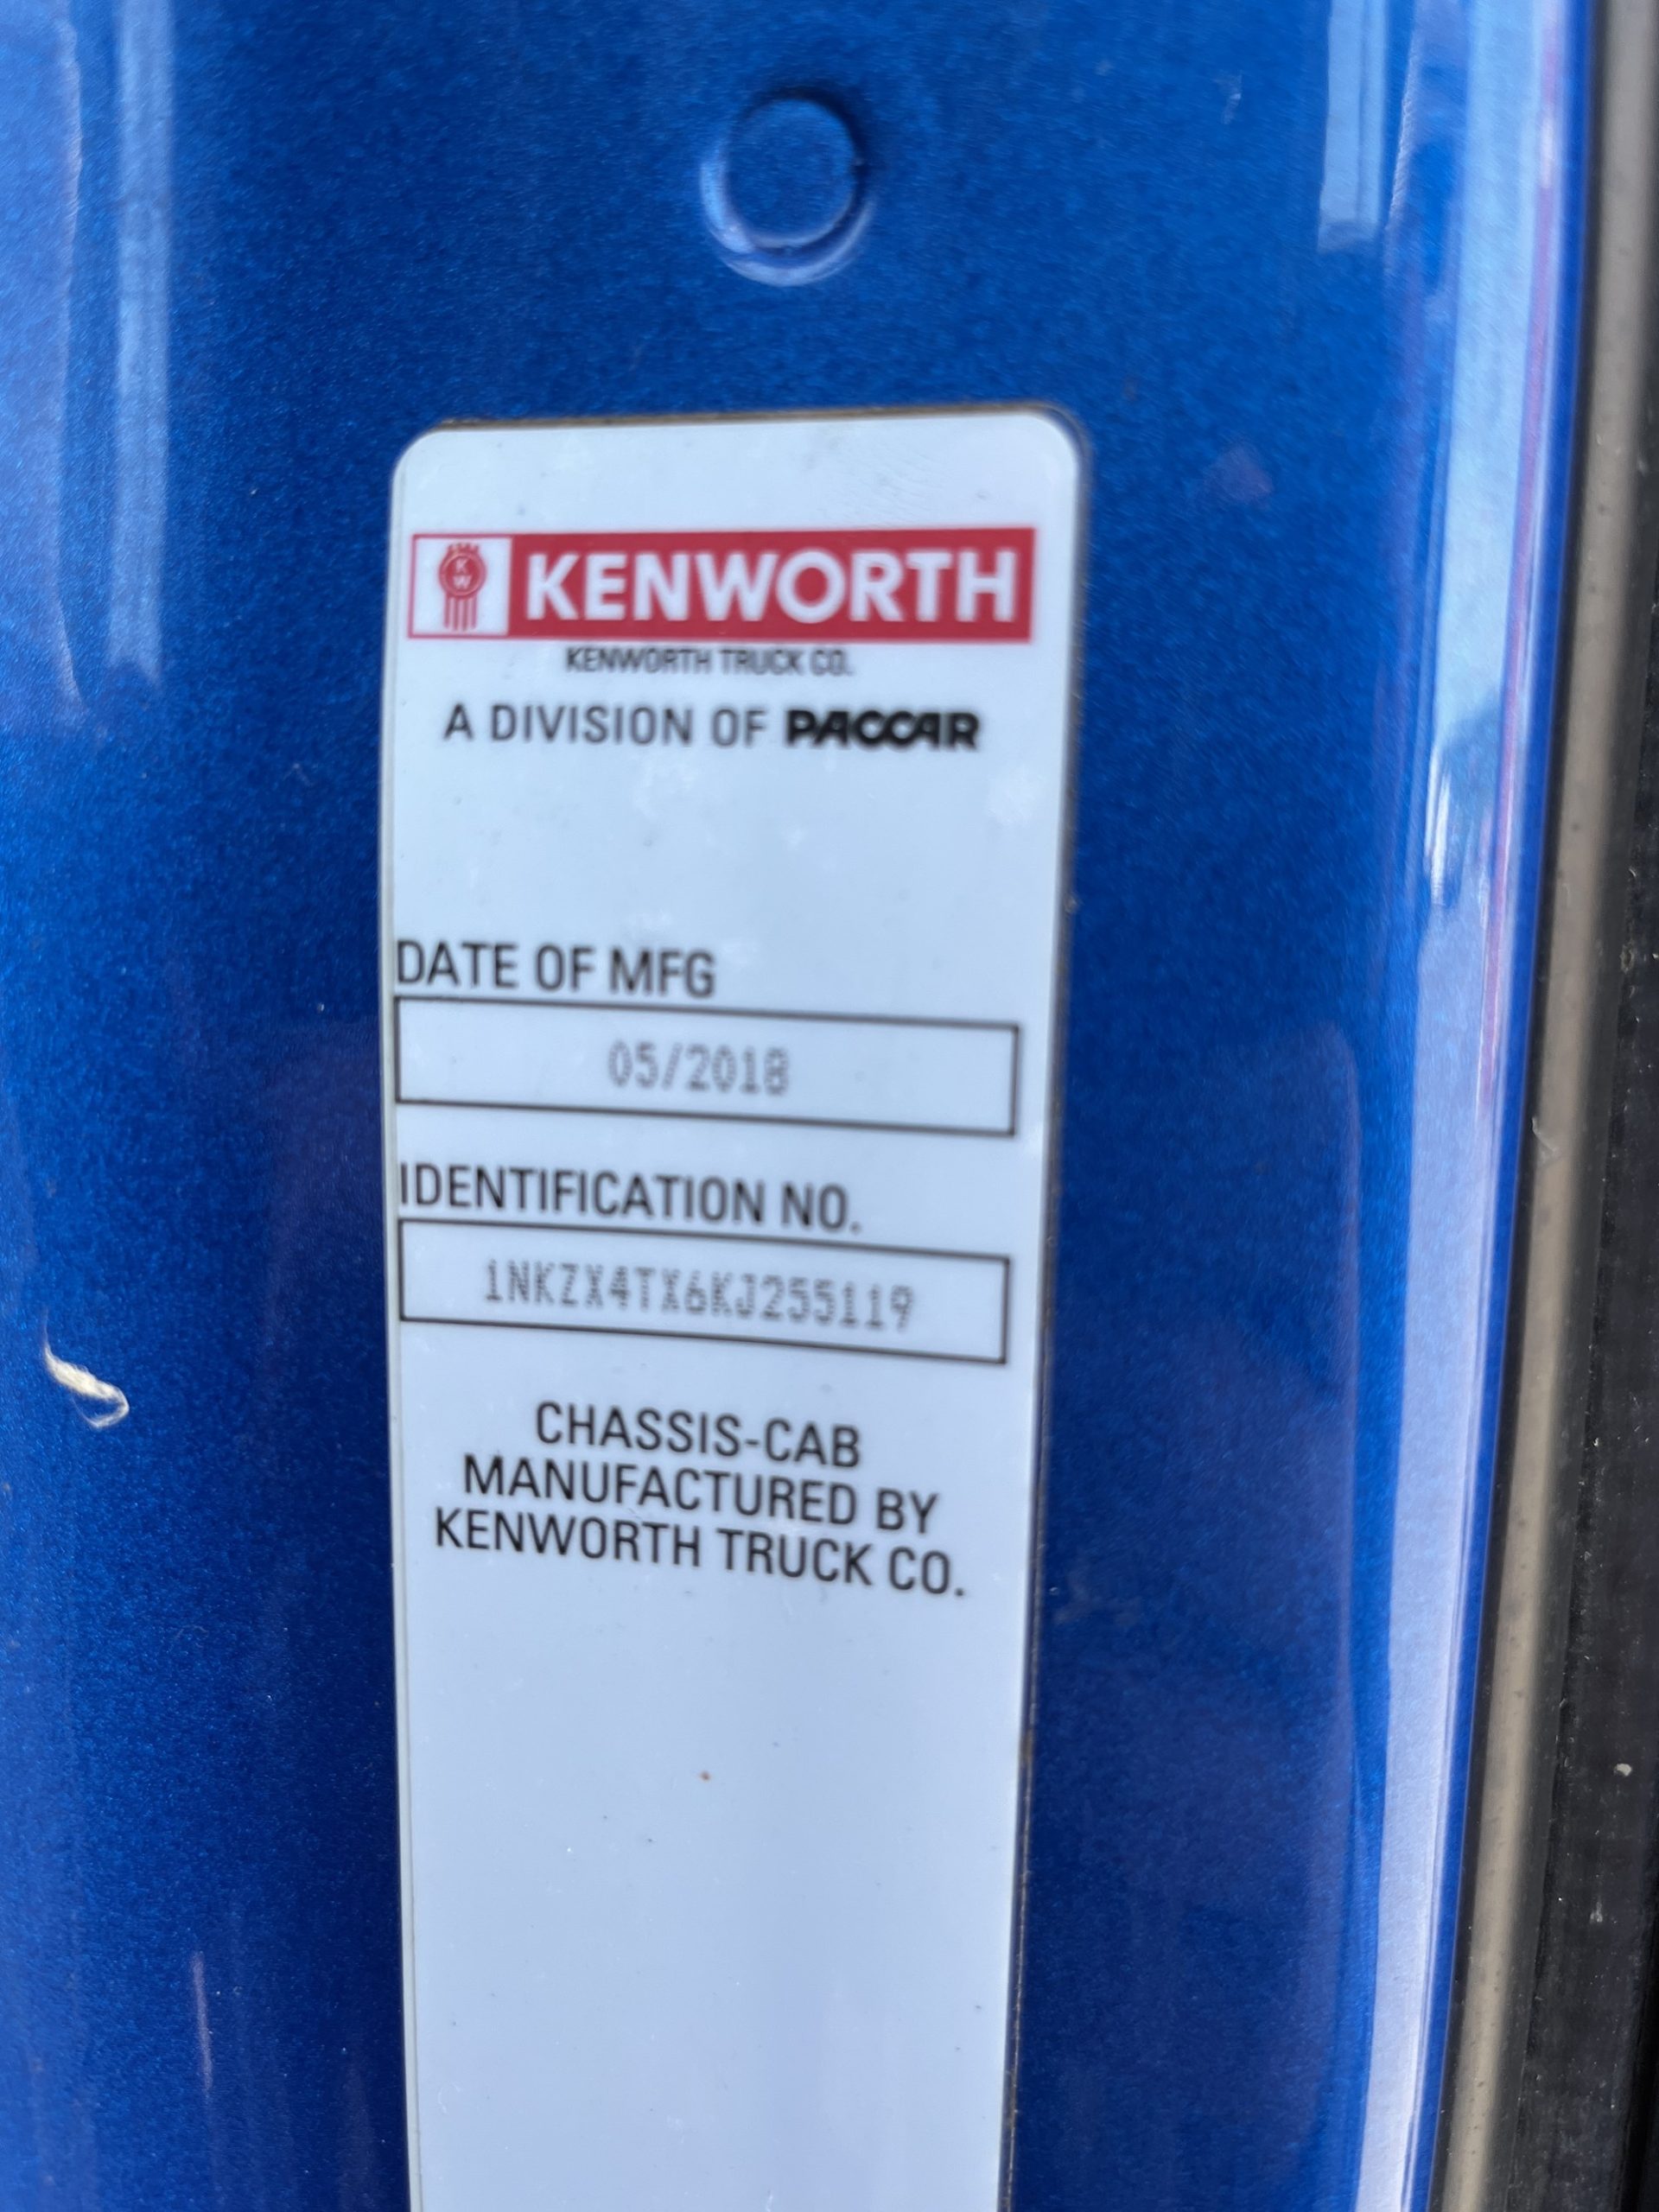 KW KENWORTH
KENWORTH TRUCK CO.
A DIVISION OF PACCAR
DATE OF MFG
05/2018
IDENTIFICATION NO.
1NKZX4TX6KJ255119
CHASSIS-CAB
MANUFACTURED BY
KENWORTH TRUCK CO.